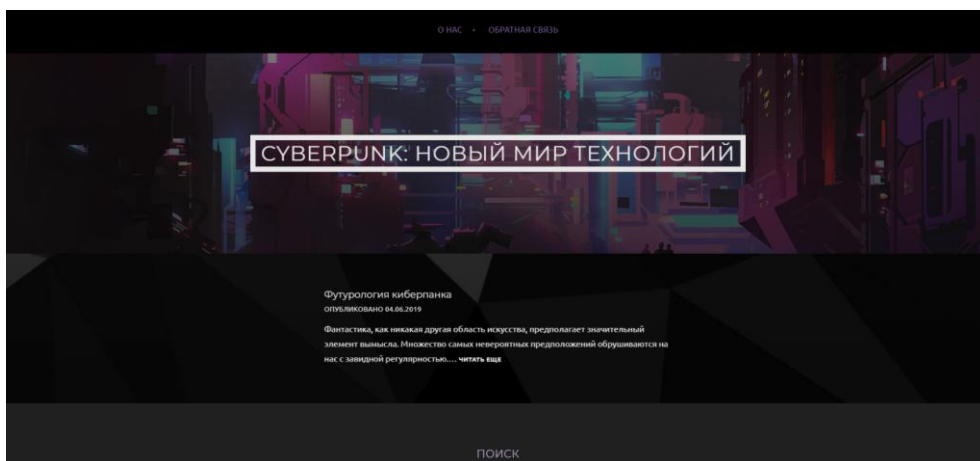 О НАС • ОБРАТНАЯ СВЯЗЬ
CYBERPUNK: НОВЫЙ МИР ТЕХНОЛОГИЙ
Футурология киберпанка
ОПУБЛИКОВАНО 04.06.2019
Фантастика, как никакая другая область искусства, предполагает значительный
элемент вымысла. Множество самых невероятных предположений обрушиваются на
нас с завидной регулярностью.… ЧИТАТЬ ЕЩЕ
ПОИСК